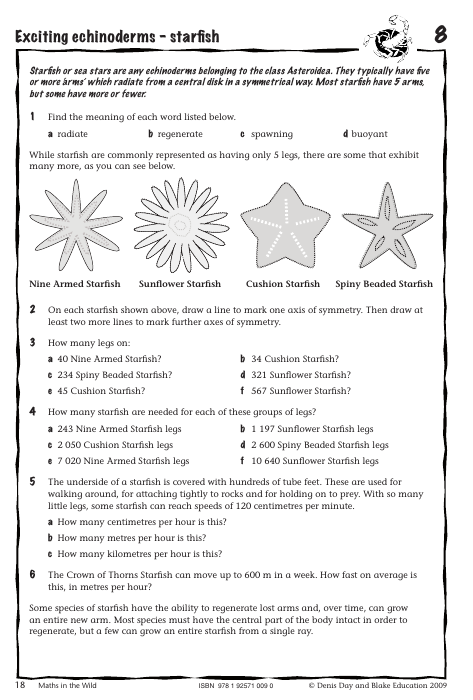 Exciting echinoderms – starfish
8
Starfish or sea stars are any echinoderms belonging to the class Asteroidea. They typically have five
or more 'arms' which radiate from a central disk in a symmetrical way. Most starfish have 5 arms,
but some have more or fewer.
1 Find the meaning of each word listed below.
a radiate b regenerate c spawning d buoyant
While starfish are commonly represented as having only 5 legs, there are some that exhibit
many more, as you can see below.
Nine Armed Starfish Sunflower Starfish Cushion Starfish Spiny Beaded Starfish
2 On each starfish shown above, draw a line to mark one axis of symmetry. Then draw at
least two more lines to mark further axes of symmetry.
3 How many legs on:
a 40 Nine Armed Starfish? b 34 Cushion Starfish?
c 234 Spiny Beaded Starfish? d 321 Sunflower Starfish?
e 45 Cushion Starfish? f 567 Sunflower Starfish?
4 How many starfish are needed for each of these groups of legs?
a 243 Nine Armed Starfish legs b 1 197 Sunflower Starfish legs
c 2 050 Cushion Starfish legs d 2 600 Spiny Beaded Starfish legs
e 7 020 Nine Armed Starfish legs f 10 640 Sunflower Starfish legs
5 The underside of a starfish is covered with hundreds of tube feet. These are used for
walking around, for attaching tightly to rocks and for holding on to prey. With so many
little legs, some starfish can reach speeds of 120 centimetres per minute.
a How many centimetres per hour is this?
b How many metres per hour is this?
c How many kilometres per hour is this?
6 The Crown of Thorns Starfish can move up to 600 m in a week. How fast on average is
this, in metres per hour?
Some species of starfish have the ability to regenerate lost arms and, over time, can grow
an entire new arm. Most species must have the central part of the body intact in order to
regenerate, but a few can grow an entire starfish from a single ray.
18 Maths in the Wild ISBN 978 1 92571 009 0 © Denis Day and Blake Education 2009